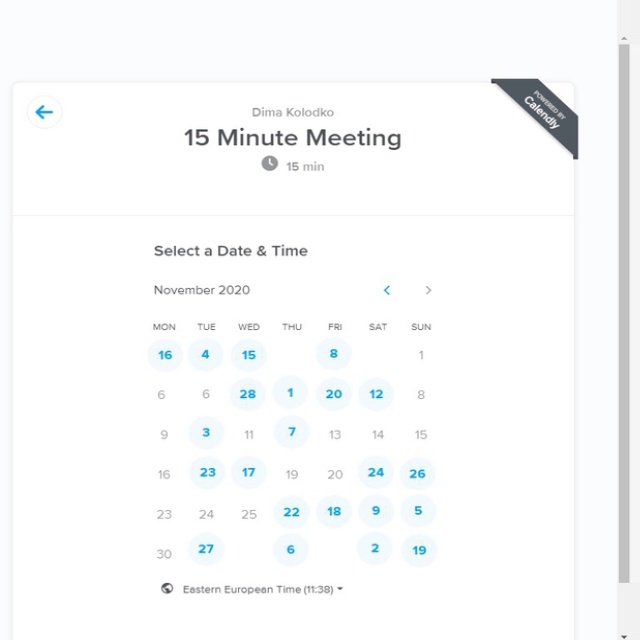 POWERED BY
Calendly
Dima Kolodko
15 Minute Meeting
15 min
Select a Date & Time
November 2020
MON TUE WED THU FRI SAT SUN
16 4 15 8 1
6 6 28 1 20 12 8
9 3 11 7 13 14 15
16 23 17 19 20 24 26
23 24 25 22 18 9 5
30 27 6 2 19
Eastern European Time (11:38)